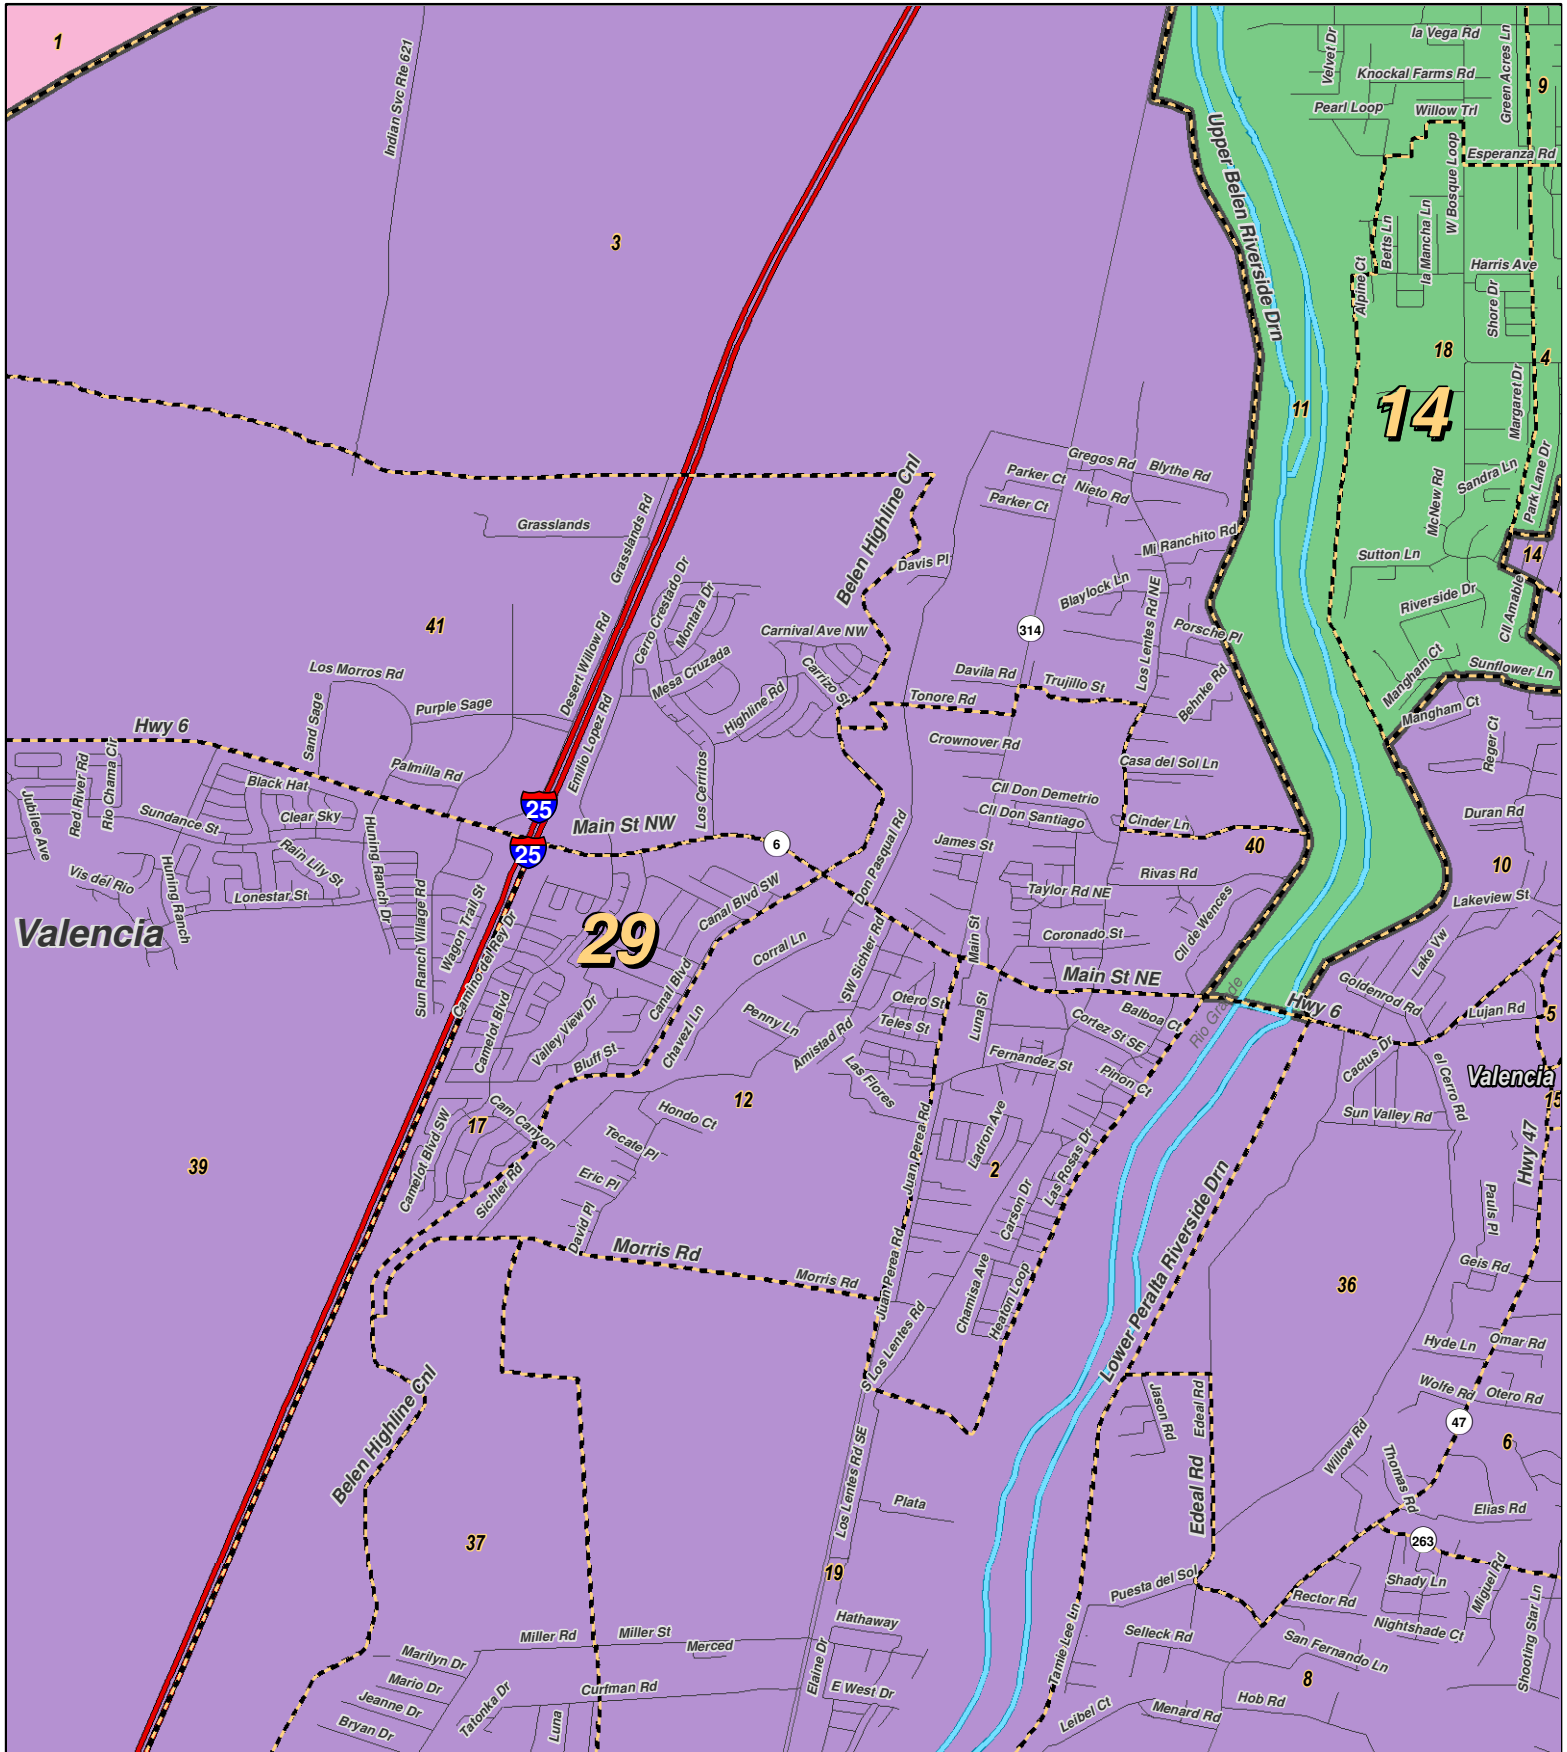 1
Indian Svc Rte 621
3
Upper Belen Riverside Drn
Velvet Dr
la Vega Rd
Green Acres Ln
Knockal Farms Rd
9
Pearl Loop
Willow Trl
W Bosque Loop
Esperanza Rd
Betts Ln
la Mancha Ln
Alpine Ct
Harris Ave
Shore Dr
18
4
11
14
Margaret Dr
Park Lane Dr
Sandra Ln
McNew Rd
Sutton Ln
14
Riverside Dr
Cll Amable
Mangham Ct
Sunflower Ln
Mangham Ct
Reger Ct
Duran Rd
10
Lakeview St
Gregos Rd
Blythe Rd
Parker Ct
Nieto Rd
Parker Ct
Belen Highline Cnl
Mi Ranchito Rd
Davis Pl
Blaylock Ln
Los Lentes Rd NE
314
Porsche Pl
Davila Rd
Trujillo St
Behnke Rd
Tonore Rd
Crownover Rd
Casa del Sol Ln
Cll Don Demetrio
Cll Don Santiago
Cinder Ln
James St
40
Rivas Rd
Taylor Rd NE
Cll de Wences
Coronado St
Main St
Main St NE
Grasslands
Grasslands Rd
41
Cerro Crestado Dr
Montara Dr
Carnival Ave NW
Desert Willow Rd
Mesa Cruzada
Carrizo St
Highline Rd
Los Morros Rd
Purple Sage
Sand Sage
Emilio Lopez Rd
Hwy 6
Palmilla Rd
Los Cerritos
Red River Rd
Rio Chama Cir
Black Hat
25
Main St NW
6
Don Pasqual Rd
Jubilee Ave
Sundance St
Clear Sky
25
Rain Lily St
Huming Ranch Dr
Vis del Rio
Huming Ranch
Lonestar St
Sun Ranch Village Rd
Wagon Trail St
Camino del Rey Dr
Valencia
29
Canal Blvd SW
Corral Ln
SW Sichler Rd
Canal Blvd
Camelot Blvd
Valley View Dr
Chavezl Ln
Bluff St
Penny Ln
Amistad Rd
Otero St
Teles St
Luna St
Las Flores
Fernandez St
Cortez St SE
Balboa Ct
Pinon Ct
Rio Grande
Hwy 6
Goldenrod Rd
Lake Vw
Lujan Rd
5
Cactus Dr
el Cerro Rd
Valencia
15
Sun Valley Rd
Hwy 47
Cam Canyon
17
Camelot Blvd SW
Sichler Rd
Hondo Ct
12
Tecate Pl
Eric Pl
David Pl
Juan Perea Rd
Ladron Ave
2
Las Rosas Dr
Carson Dr
39
Morris Rd
Morris Rd
Juan Perea Rd
Chamisa Ave
Heaton Loop
S Los Lentes Rd
Lower Peralta Riverside Drn
Pauls Pl
Geis Rd
36
Hyde Ln
Omar Rd
Wolfe Rd
Otero Rd
47
6
Belen Highline Cnl
37
Los Lentes Rd SE
Plata
19
Jason Rd
Edeal Rd
Edeal Rd
Willow Rd
Thomas Rd
Elias Rd
263
Puesta del Sol
Rector Rd
Shady Ln
Miguel Rd
Nightshade Ct
Shooting Star Ln
Selleck Rd
San Fernando Ln
8
Tamie Lee Ln
Hob Rd
Menard Rd
Leibel Ct
Hathaway
Elaine Dr
E West Dr
Miller Rd
Miller St
Merced
Curfman Rd
Marilyn Dr
Mario Dr
Jeanne Dr
Bryan Dr
Tatonka Dr
Luna